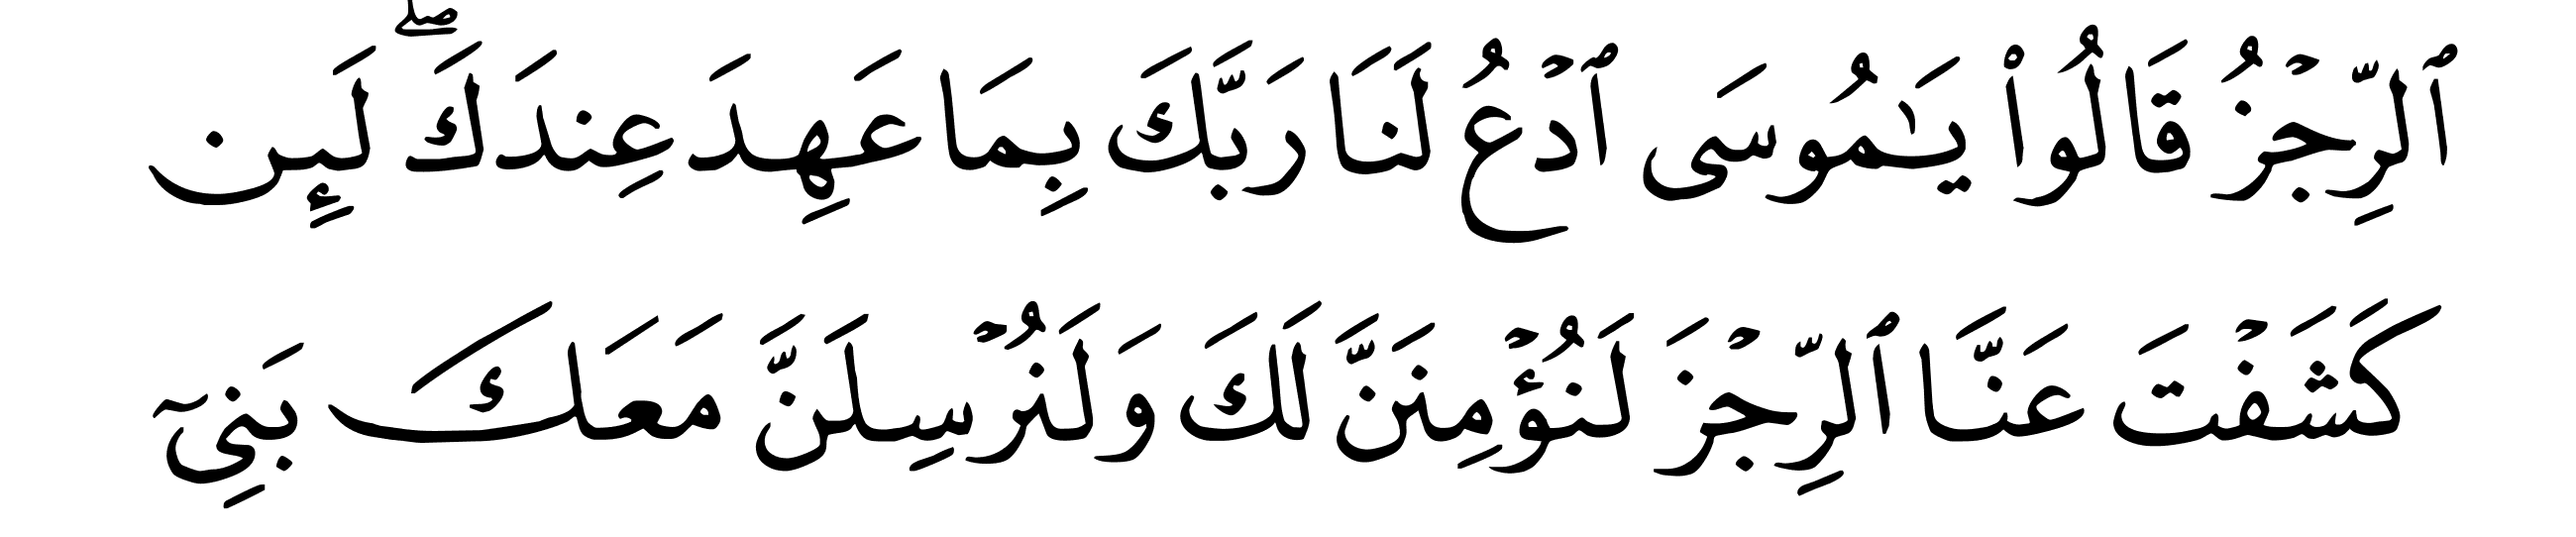 ٱلرِّجۡزُ قَالُواْ يَٰمُوسَى ٱدۡعُ لَنَا رَبَّكَ بِمَا عَهِدَ عِندَكَۖ لَئِن
كَشَفۡتَ عَنَّا ٱلرِّجۡزَ لَنُؤۡمِنَنَّ لَكَ وَلَنُرۡسِلَنَّ مَعَكَ بَنِيٓ